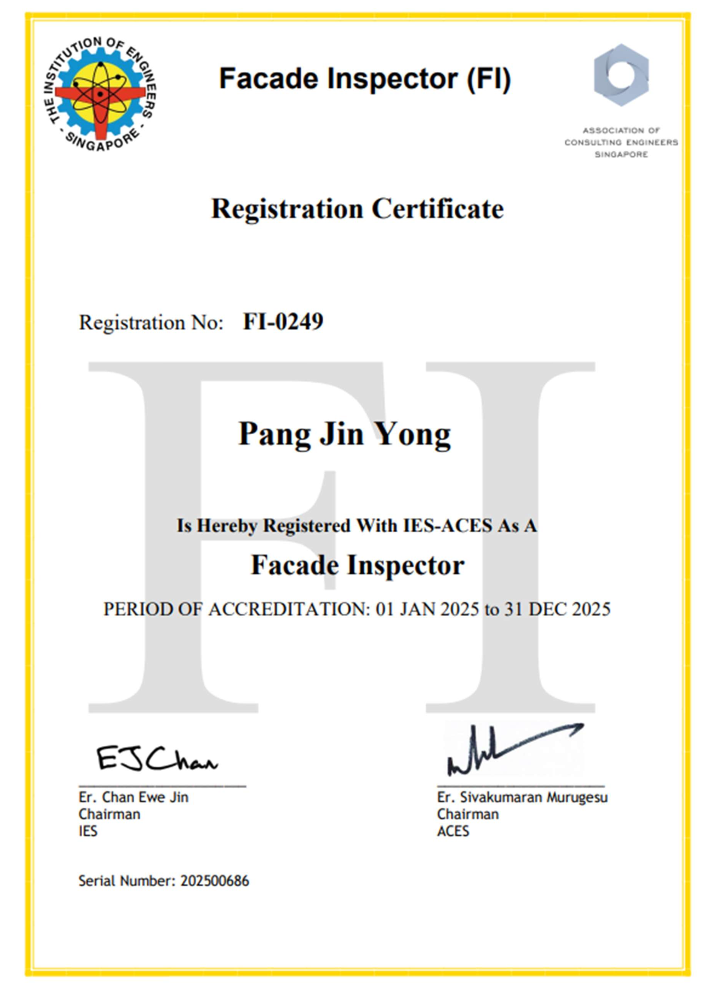 THE INSTITUTION OF ENGINEERS - SINGAPORE -
Facade Inspector (FI)
ASSOCIATION OF
CONSULTING ENGINEERS
SINGAPORE
Registration Certificate
Registration No: FI-0249
FI
Pang Jin Yong
Is Hereby Registered With IES-ACES As A
Facade Inspector
PERIOD OF ACCREDITATION: 01 JAN 2025 to 31 DEC 2025
EJChan
Er. Chan Ewe Jin
Chairman
IES
Er. Sivakumaran Murugesu
Chairman
ACES
Serial Number: 202500686